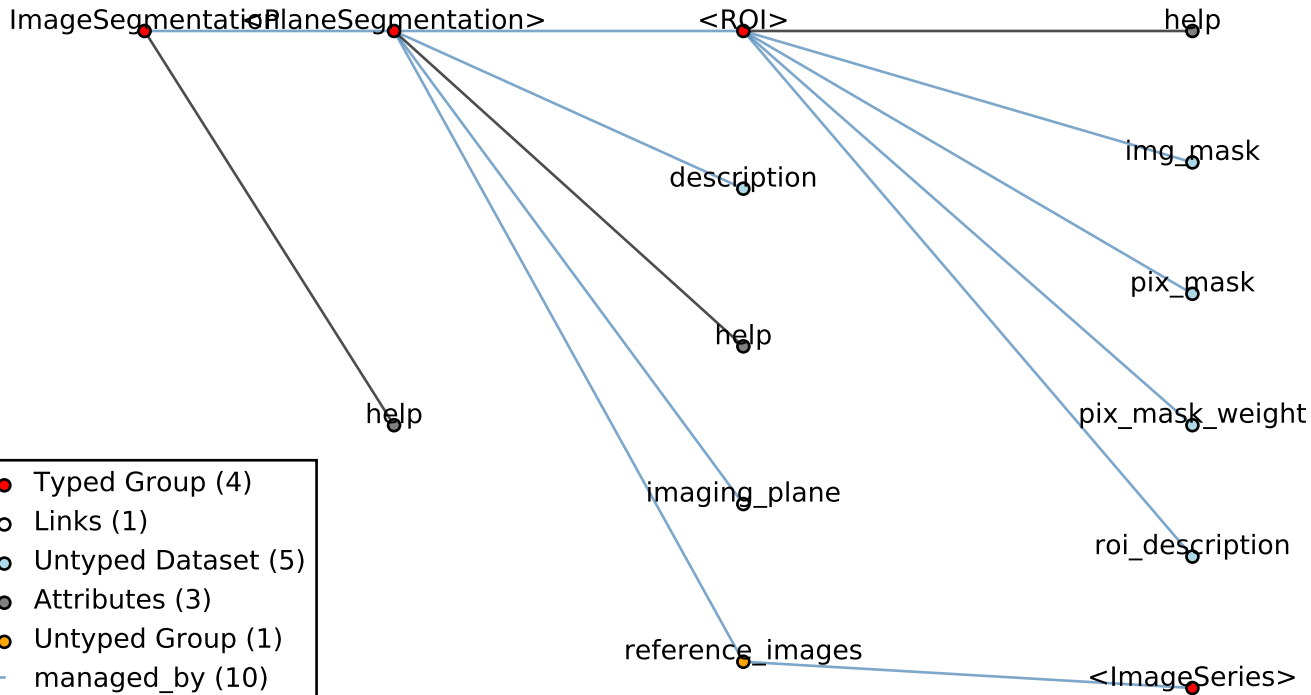 ImageSegmentation
<PlaneSegmentation>
<ROI>
help
img_mask
description
pix_mask
help
help
pix_mask_weight
imaging_plane
roi_description
reference_images
<ImageSeries>
Typed Group (4)
Links (1)
Untyped Dataset (5)
Attributes (3)
Untyped Group (1)
managed_by (10)